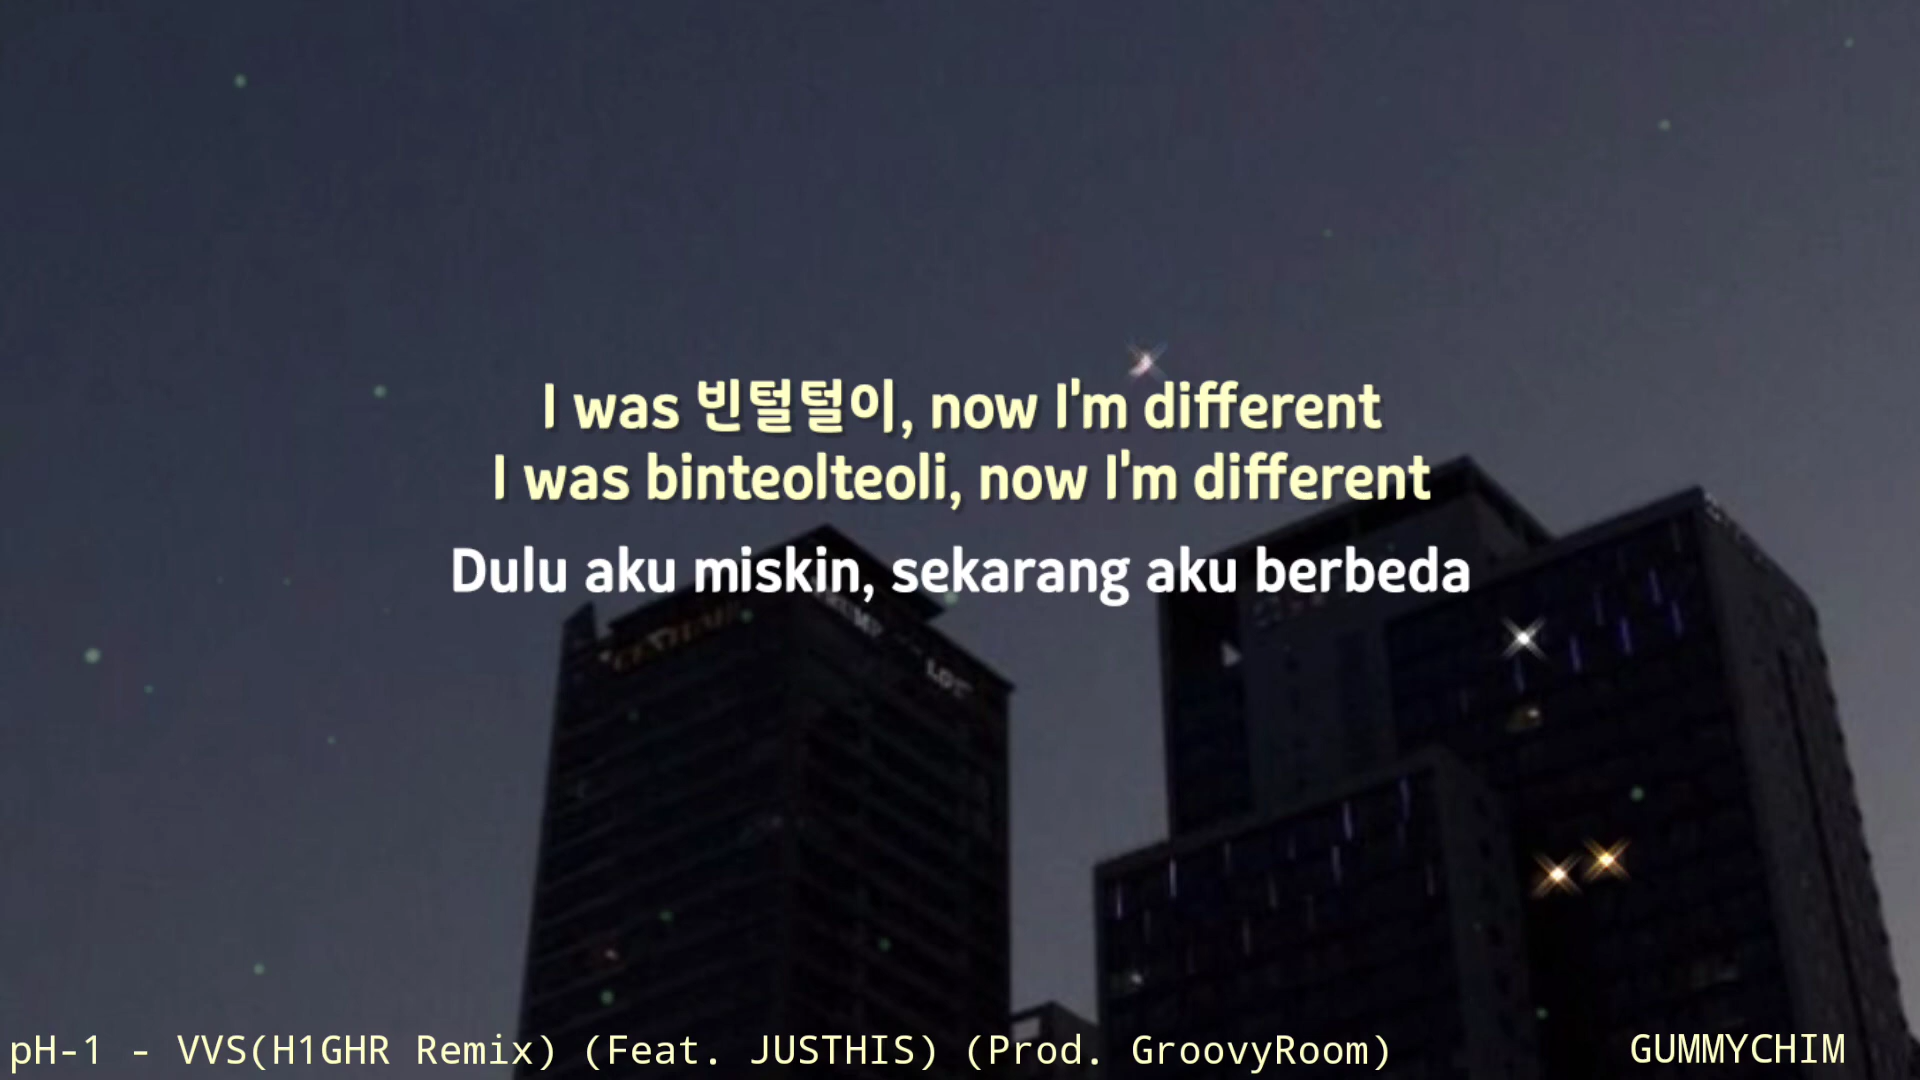 I was 빈털털이, now I'm different
I was binteolteoli, now I'm different
Dulu aku miskin, sekarang aku berbeda
pH-1 - VVS(H1GHR Remix) (Feat. JUSTHIS) (Prod. GroovyRoom)
GUMMYCHIM